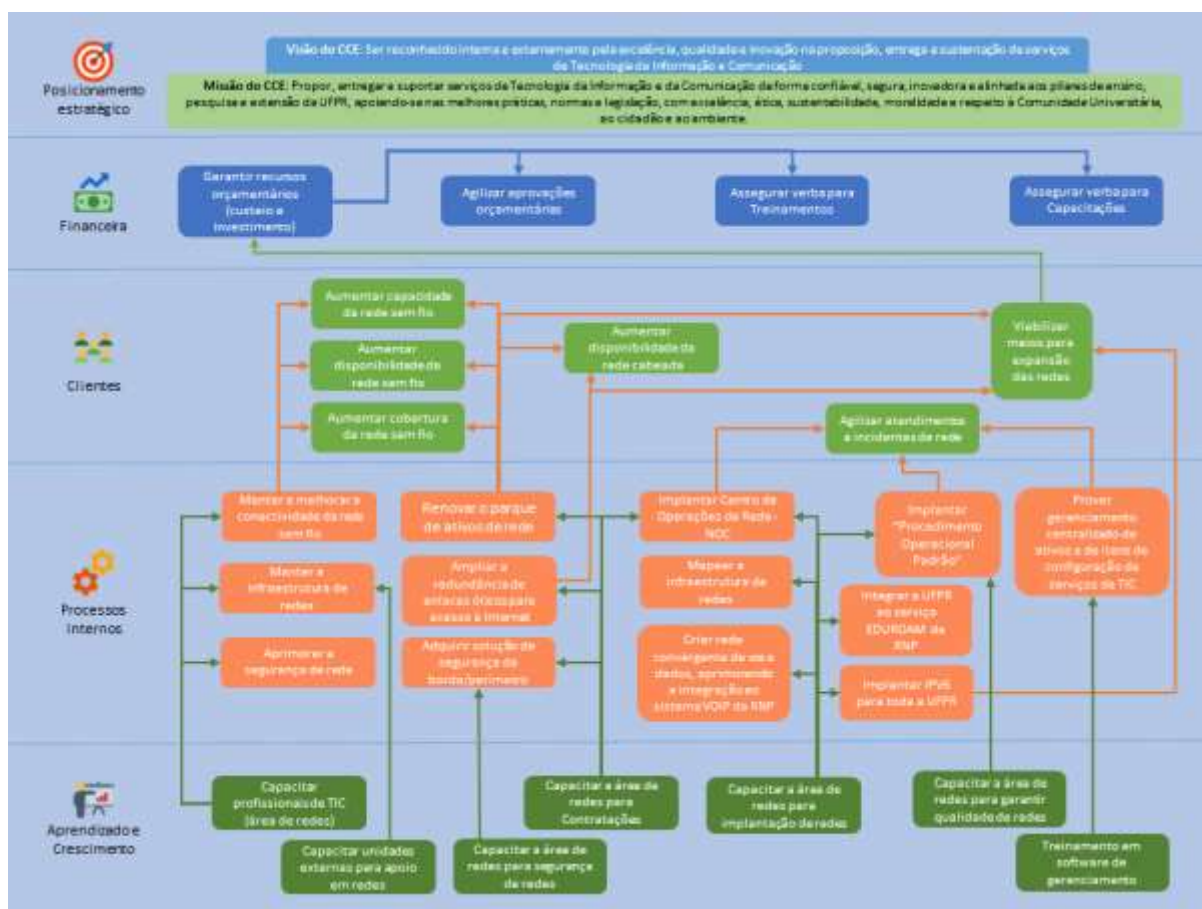 Posicionamento
estratégico
Visão do CCE: Ser reconhecido interna e externamente pela excelência, qualidade e inovação na proposição, entrega e sustentação de serviços
de Tecnologia da Informação e Comunicação
Missão do CCE: Propor, entregar e suportar serviços de Tecnologia da Informação e da Comunicação de forma confiável, segura, inovadora e alinhada aos pilares de ensino,
pesquisa e extensão da UFPR, apoiando-se nas melhores práticas, normas e legislação, com excelência, ética, sustentabilidade, moralidade e respeito à Comunidade Universitária,
ao cidadão e ao ambiente.
Financeira
Garantir recursos
orçamentários
(custeio e
investimento)
Agilizar aprovações
orçamentárias
Assegurar verba para
Treinamentos
Assegurar verba para
Capacitações
Clientes
Aumentar capacidade
da rede sem fio
Aumentar
disponibilidade da
rede sem fio
Aumentar cobertura
da rede sem fio
Aumentar
disponibilidade da
rede cabeada
Viabilizar
meios para
expansão
das redes
Agilizar atendimentos
a incidentes de rede
Processos
Internos
Manter e melhorar a
conectividade da rede
sem fio
Manter a
infraestrutura de
redes
Aprimorar a
segurança de rede
Renovar o parque
de ativos de rede
Ampliar a
redundância de
enlaces óticos para
acesso a Internet
Adquirir solução de
segurança de
borda/perímetro
Implantar Centro de
Operações de Rede -
NOC
Mapear a
infraestrutura de
redes
Criar rede
convergente de voz e
dados, aprimorando
a integração ao
sistema VOIP da RNP
Implantar
"Procedimento
Operacional
Padrão"
Integrar a UFPR
ao serviço
EDUROAM da
RNP
Implantar IPV6
para toda a UFPR
Prover
gerenciamento
centralizado de
ativos e de itens de
configuração de
serviços de TIC
Aprendizado e
Crescimento
Capacitar
profissionais de TIC
(área de redes)
Capacitar unidades
externas para apoio
em redes
Capacitar a área de
redes para segurança
de redes
Capacitar a área de
redes para
Contratações
Capacitar a área de
redes para
implantação de redes
Capacitar a área de
redes para garantir
qualidade de redes
Treinamento em
software de
gerenciamento